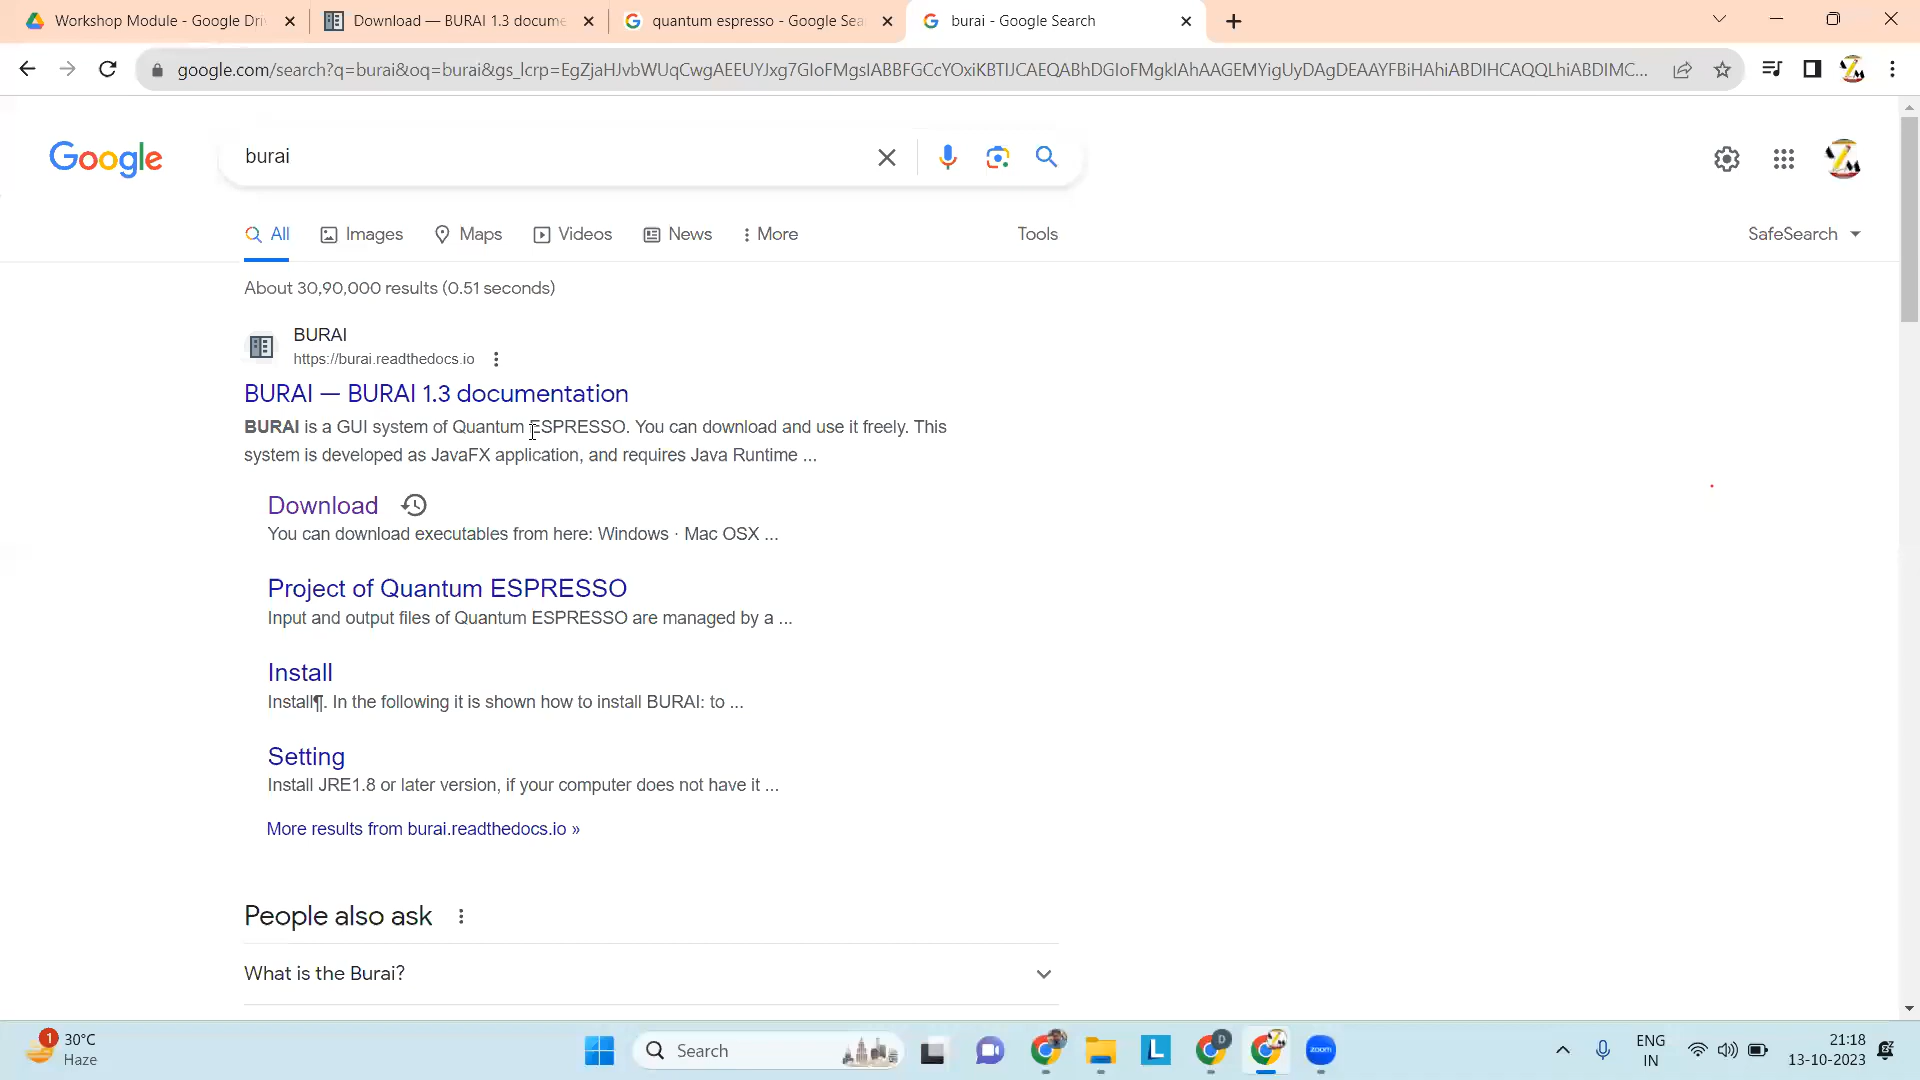 Workshop Module - Google Dri
Download — BURAI 1.3 docume
quantum espresso - Google Sea
burai - Google Search
google.com/search?q=burai&oq=burai&gs_lcrp=EgZjaHJvbWUqCwgAEEUYJxg7GIoFMgsIABBFGCcYOxiKBTIJCAEQABhDGIoFMgkIAhAAGEMYigUyDAgDEAAYFBiHAhiABDIHCAQQLhiABDIMC...
Google
burai
All
Images
Maps
Videos
News
More
Tools
SafeSearch
About 30,90,000 results (0.51 seconds)
BURAI
https://burai.readthedocs.io
BURAI — BURAI 1.3 documentation
BURAI is a GUI system of Quantum ESPRESSO. You can download and use it freely. This
system is developed as JavaFX application, and requires Java Runtime ...
Download
You can download executables from here: Windows · Mac OSX ...
Project of Quantum ESPRESSO
Input and output files of Quantum ESPRESSO are managed by a ...
Install
Install¶. In the following it is shown how to install BURAI: to ...
Setting
Install JRE1.8 or later version, if your computer does not have it ...
More results from burai.readthedocs.io »
People also ask
What is the Burai?
1
30°C
Haze
Search
L
D
zoom
ENG
IN
21:18
13-10-2023